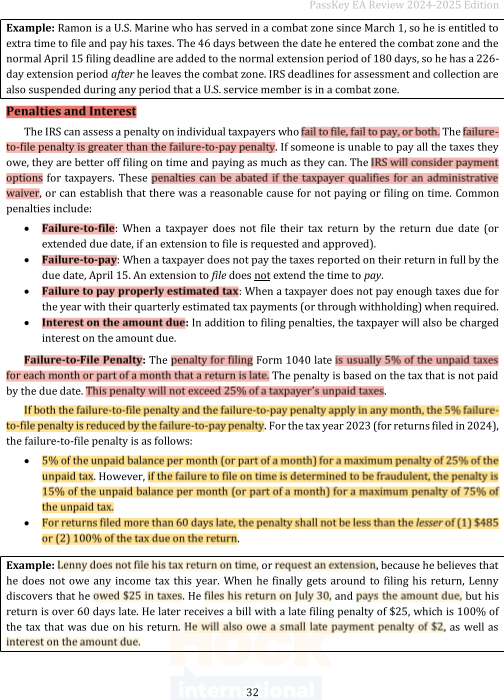 PassKey EA Review 2024-2025 Edition
Example: Ramon is a U.S. Marine who has served in a combat zone since March 1, so he is entitled to
extra time to file and pay his taxes. The 46 days between the date he entered the combat zone and the
normal April 15 filing deadline are added to the normal extension period of 180 days, so he has a 226-
day extension period after he leaves the combat zone. IRS deadlines for assessment and collection are
also suspended during any period that a U.S. service member is in a combat zone.
Penalties and Interest
The IRS can assess a penalty on individual taxpayers who fail to file, fail to pay, or both. The failure-
to-file penalty is greater than the failure-to-pay penalty. If someone is unable to pay all the taxes they
owe, they are better off filing on time and paying as much as they can. The IRS will consider payment
options for taxpayers. These penalties can be abated if the taxpayer qualifies for an administrative
waiver, or can establish that there was a reasonable cause for not paying or filing on time. Common
penalties include:
• Failure-to-file: When a taxpayer does not file their tax return by the return due date (or
extended due date, if an extension to file is requested and approved).
• Failure-to-pay: When a taxpayer does not pay the taxes reported on their return in full by the
due date, April 15. An extension to file does not extend the time to pay.
• Failure to pay properly estimated tax: When a taxpayer does not pay enough taxes due for
the year with their quarterly estimated tax payments (or through withholding) when required.
• Interest on the amount due: In addition to filing penalties, the taxpayer will also be charged
interest on the amount due.
Failure-to-File Penalty: The penalty for filing Form 1040 late is usually 5% of the unpaid taxes
for each month or part of a month that a return is late. The penalty is based on the tax that is not paid
by the due date. This penalty will not exceed 25% of a taxpayer's unpaid taxes.
If both the failure-to-file penalty and the failure-to-pay penalty apply in any month, the 5% failure-
to-file penalty is reduced by the failure-to-pay penalty. For the tax year 2023 (for returns filed in 2024),
the failure-to-file penalty is as follows:
• 5% of the unpaid balance per month (or part of a month) for a maximum penalty of 25% of the
unpaid tax. However, if the failure to file on time is determined to be fraudulent, the penalty is
15% of the unpaid balance per month (or part of a month) for a maximum penalty of 75% of
the unpaid tax.
• For returns filed more than 60 days late, the penalty shall not be less than the lesser of (1) $485
or (2) 100% of the tax due on the return.
Example: Lenny does not file his tax return on time, or request an extension, because he believes that
he does not owe any income tax this year. When he finally gets around to filing his return, Lenny
discovers that he owed $25 in taxes. He files his return on July 30, and pays the amount due, but his
return is over 60 days late. He later receives a bill with a late filing penalty of $25, which is 100% of
the tax that was due on his return. He will also owe a small late payment penalty of $2, as well as
interest on the amount due.
HOCK
international
32